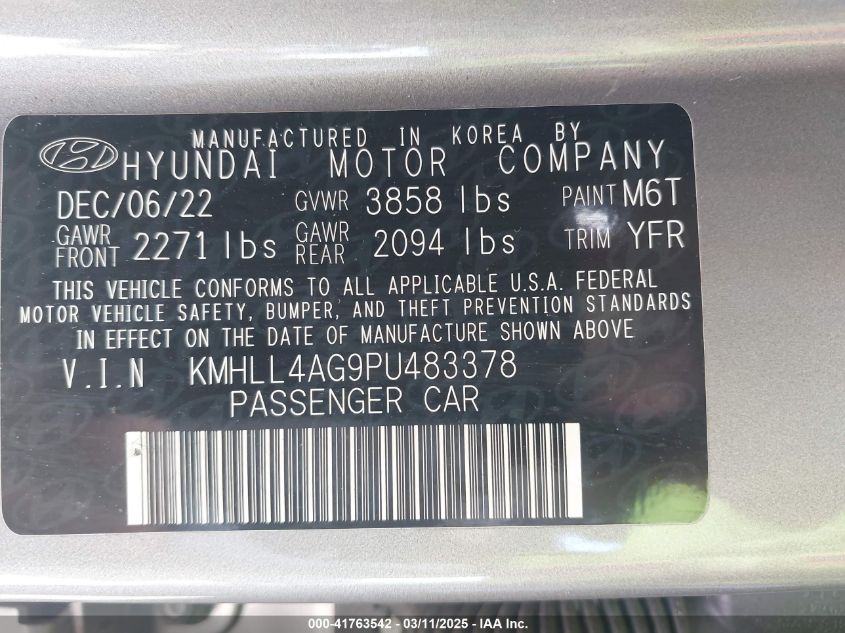 MANUFACTURED IN KOREA BY
HYUNDAI MOTOR COMPANY
DEC/06/22 GVWR 3858 lbs PAINT M6T
GAWR FRONT 2271 lbs GAWR REAR 2094 lbs TRIM YFR
THIS VEHICLE CONFORMS TO ALL APPLICABLE U.S.A. FEDERAL
MOTOR VEHICLE SAFETY, BUMPER, AND THEFT PREVENTION STANDARDS
IN EFFECT ON THE DATE OF MANUFACTURE SHOWN ABOVE
V.I.N KMHLL4AG9PU483378
PASSENGER CAR
000-41763542 - 03/11/2025 - IAA Inc.